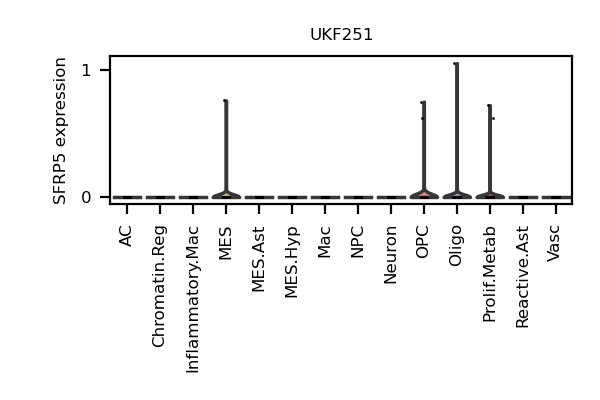 UKF251
SFRP5 expression
1
0
AC
Chromatin.Reg
Inflammatory.Mac
MES
MES.Ast
MES.Hyp
Mac
NPC
Neuron
OPC
Oligo
Prolif.Metab
Reactive.Ast
Vasc